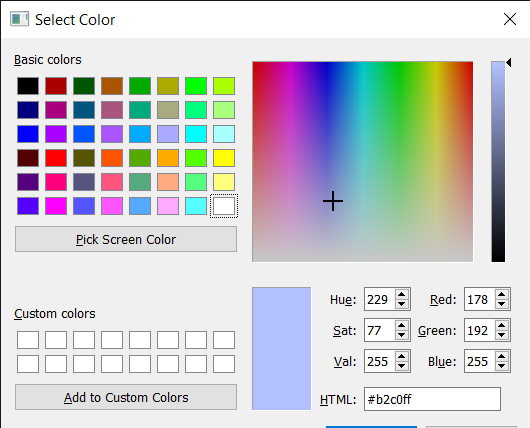 Select Color
Basic colors
Pick Screen Color
Custom colors
Add to Custom Colors
Hue: 229 Red: 178
Sat: 77 Green: 192
Val: 255 Blue: 255
HTML: #b2c0ff